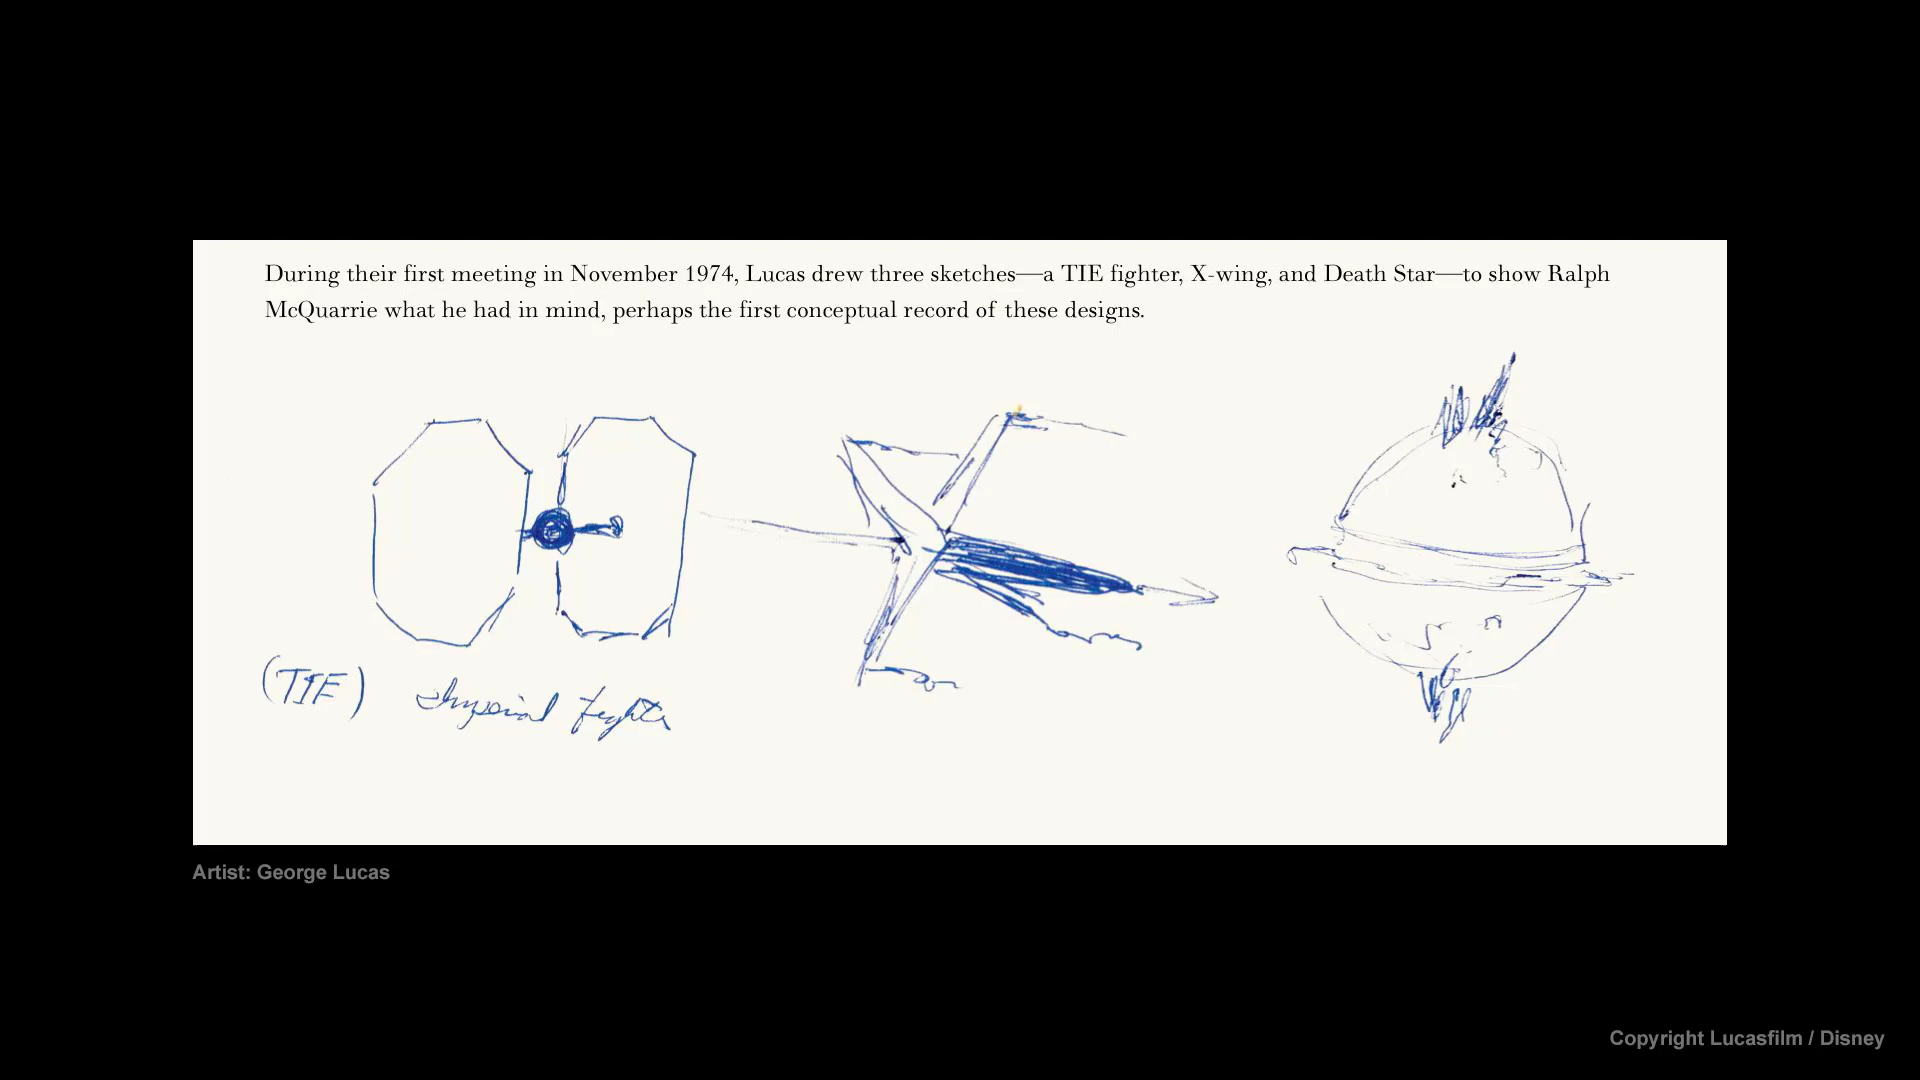 During their first meeting in November 1974, Lucas drew three sketches—a TIE fighter, X-wing, and Death Star—to show Ralph
McQuarrie what he had in mind, perhaps the first conceptual record of these designs.
(TIE) Imperial fighter
Artist: George Lucas
Copyright Lucasfilm / Disney